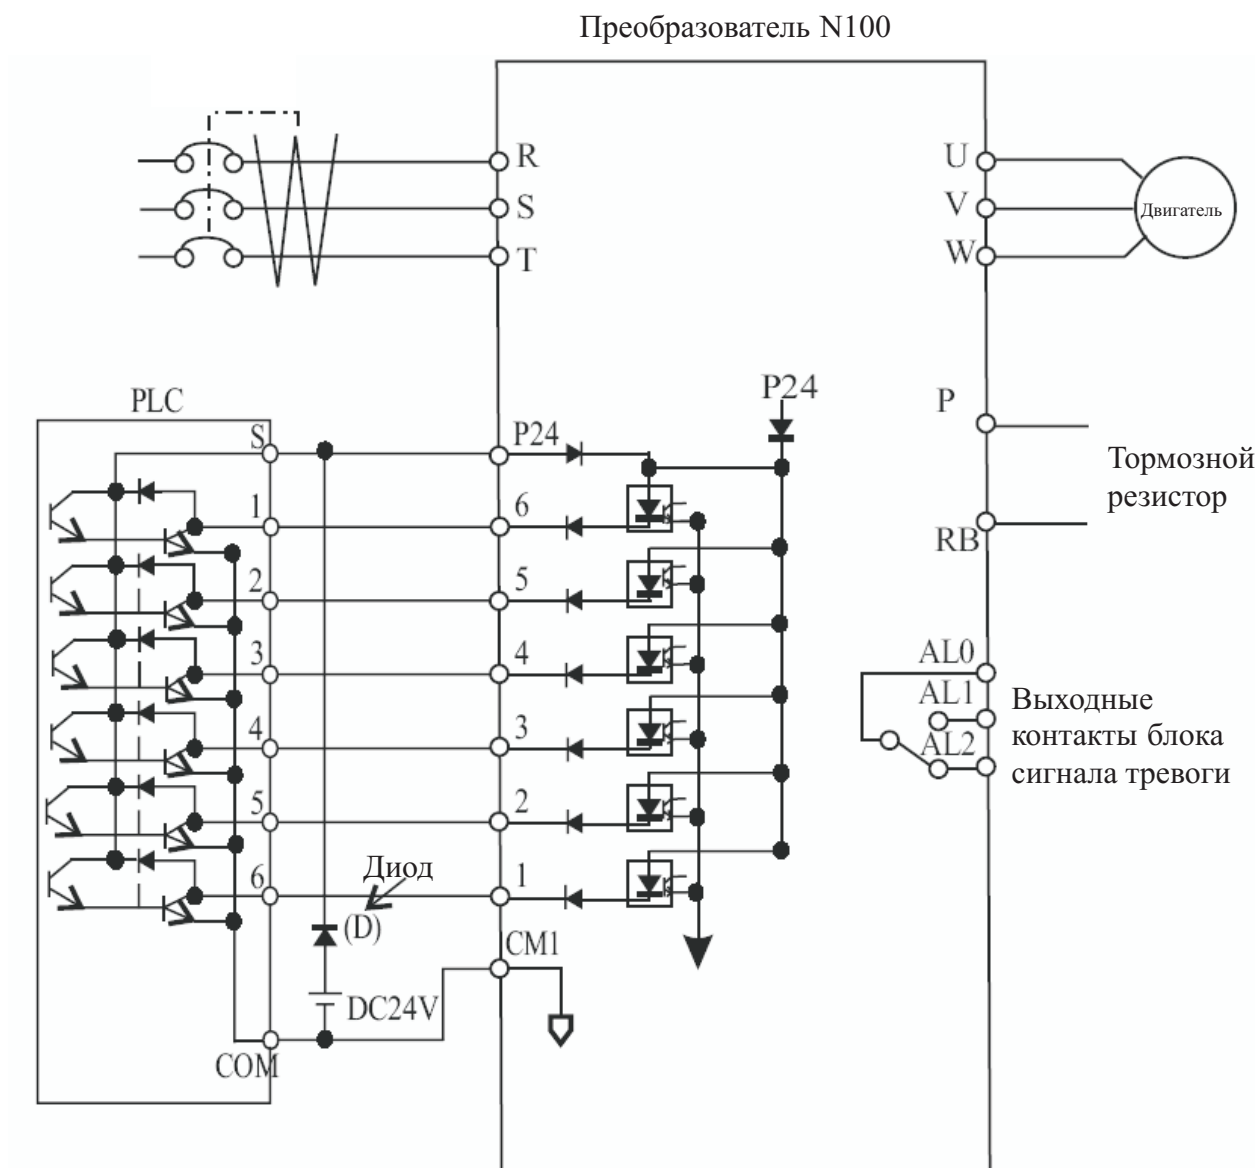 Преобразователь N100
R
S
T
U
V
W
Двигатель
PLC
S
1
2
3
4
5
6
COM
Диод
(D)
DC24V
P24
6
5
4
3
2
1
CM1
P24
P
RB
Тормозной
резистор
AL0
AL1
AL2
Выходные
контакты блока
сигнала тревоги